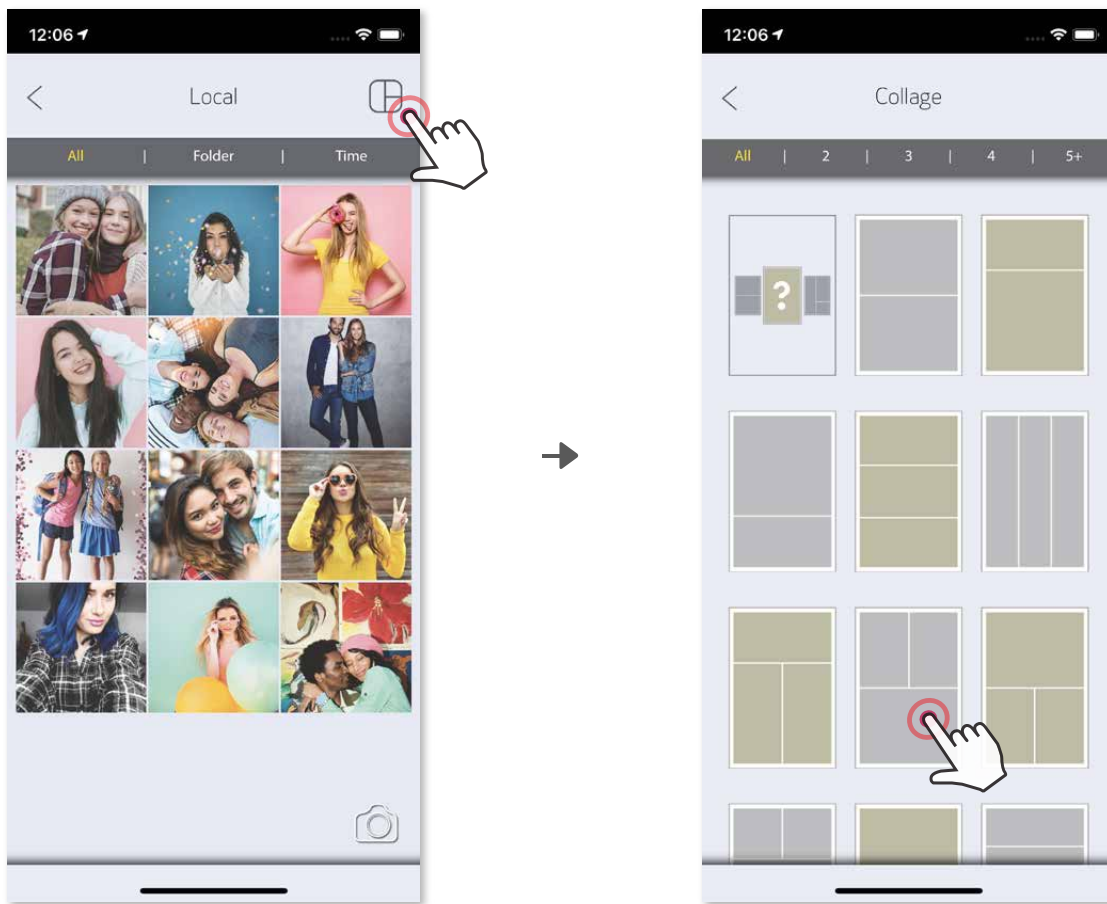 12:06
Local
All | Folder | Time
12:06
Collage
All | 2 | 3 | 4 | 5+
?